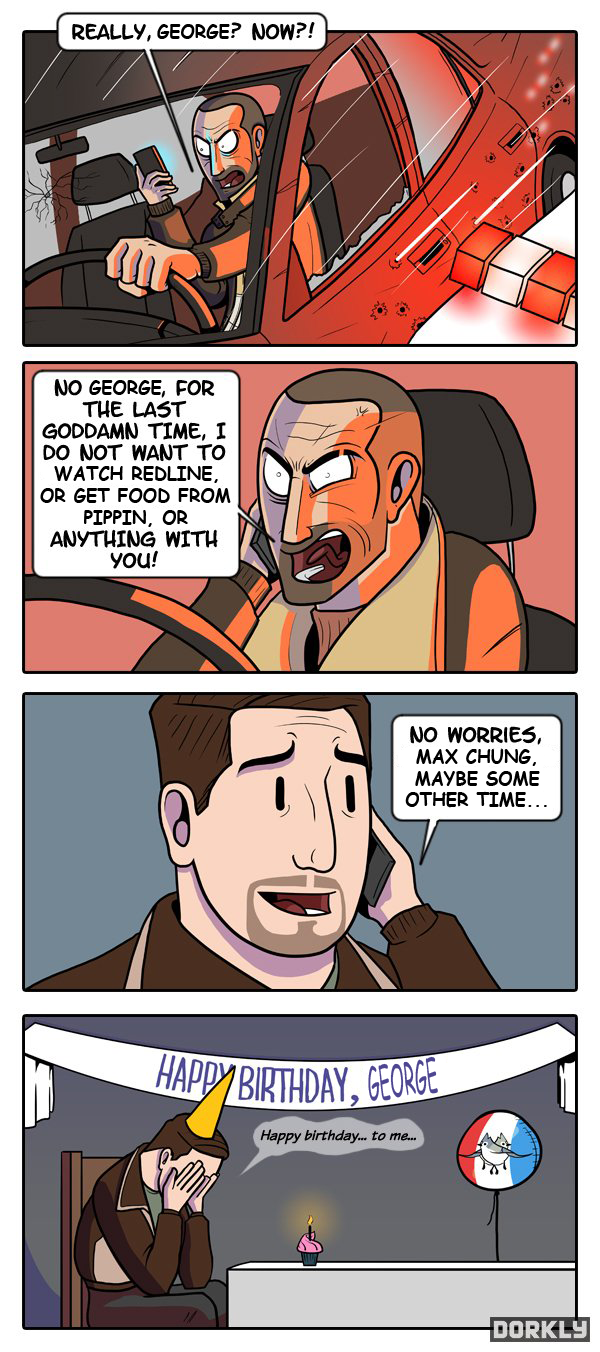 REALLY, GEORGE? NOW?!
NO GEORGE, FOR
THE LAST
GODDAMN TIME, I
DO NOT WANT TO
WATCH REDLINE,
OR GET FOOD FROM
PIPPIN, OR
ANYTHING WITH
YOU!
NO WORRIES,
MAX CHUNG,
MAYBE SOME
OTHER TIME...
HAPPY BIRTHDAY, GEORGE
Happy birthday... to me...
DORKLY